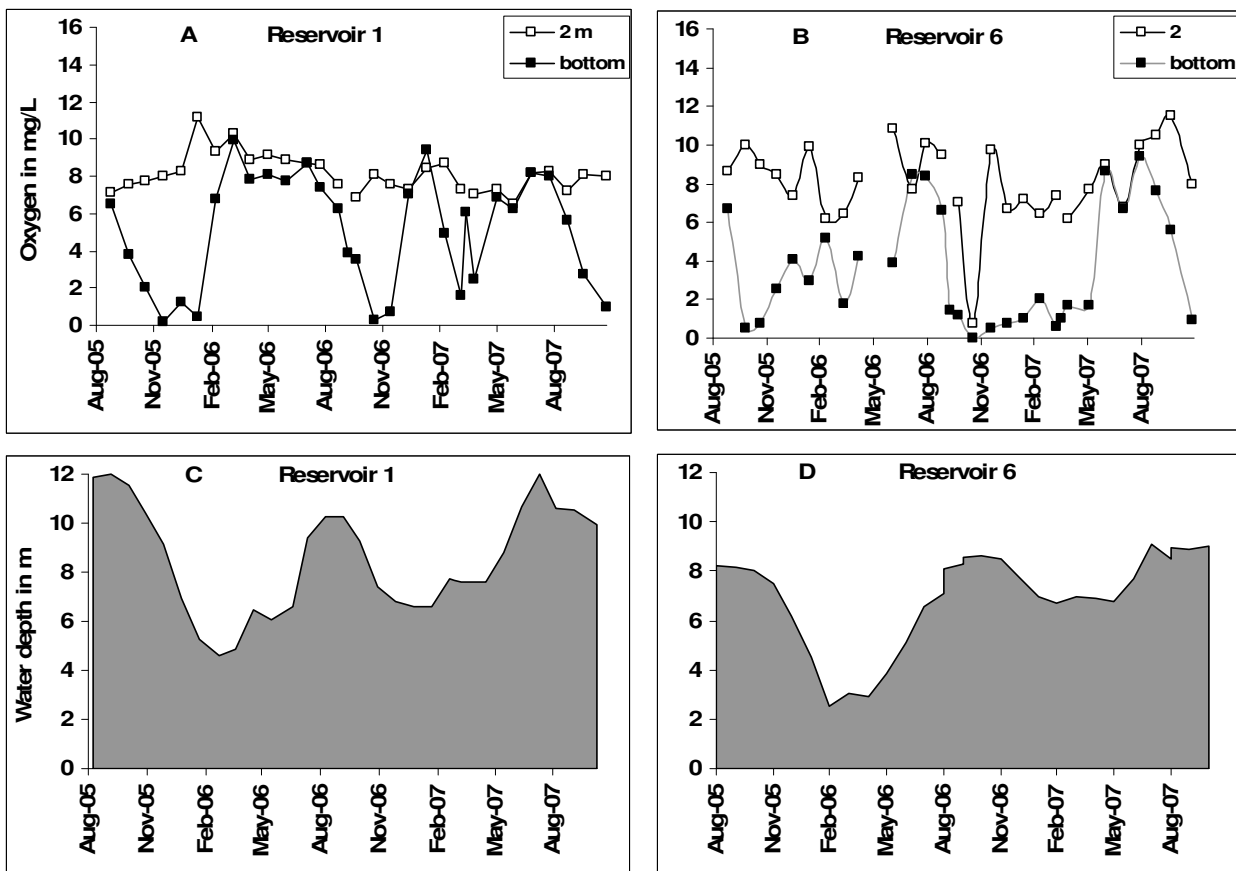 A Reservoir 1
2 m
bottom
Oxygen in mg/L
16
14
12
10
8
6
4
2
0
Aug-05
Nov-05
Feb-06
May-06
Aug-06
Nov-06
Feb-07
May-07
Aug-07
B Reservoir 6
2
bottom
16
14
12
10
8
6
4
2
0
Aug-05
Nov-05
Feb-06
May-06
Aug-06
Nov-06
Feb-07
May-07
Aug-07
C Reservoir 1
Water depth in m
12
10
8
6
4
2
0
Aug-05
Nov-05
Feb-06
May-06
Aug-06
Nov-06
Feb-07
May-07
Aug-07
D Reservoir 6
12
10
8
6
4
2
0
Aug-05
Nov-05
Feb-06
May-06
Aug-06
Nov-06
Feb-07
May-07
Aug-07